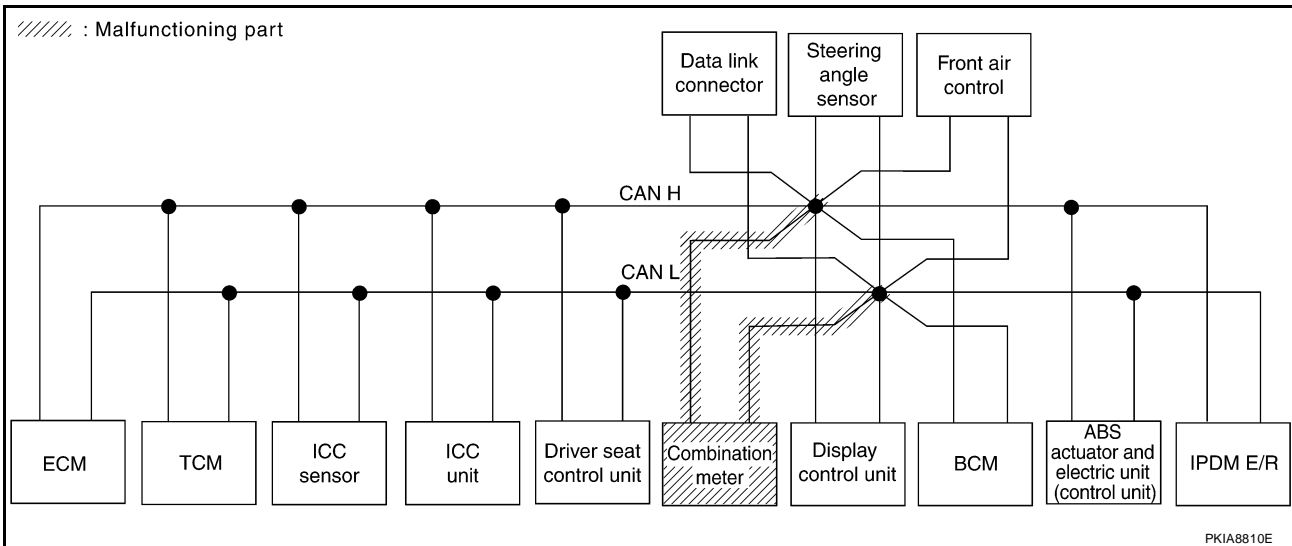 : Malfunctioning part
Data link
connector
Steering
angle
sensor
Front air
control
CAN H
CAN L
ECM
TCM
ICC
sensor
ICC
unit
Driver seat
control unit
Combination
meter
Display
control unit
BCM
ABS
actuator and
electric unit
(control unit)
IPDM E/R
PKIA8810E